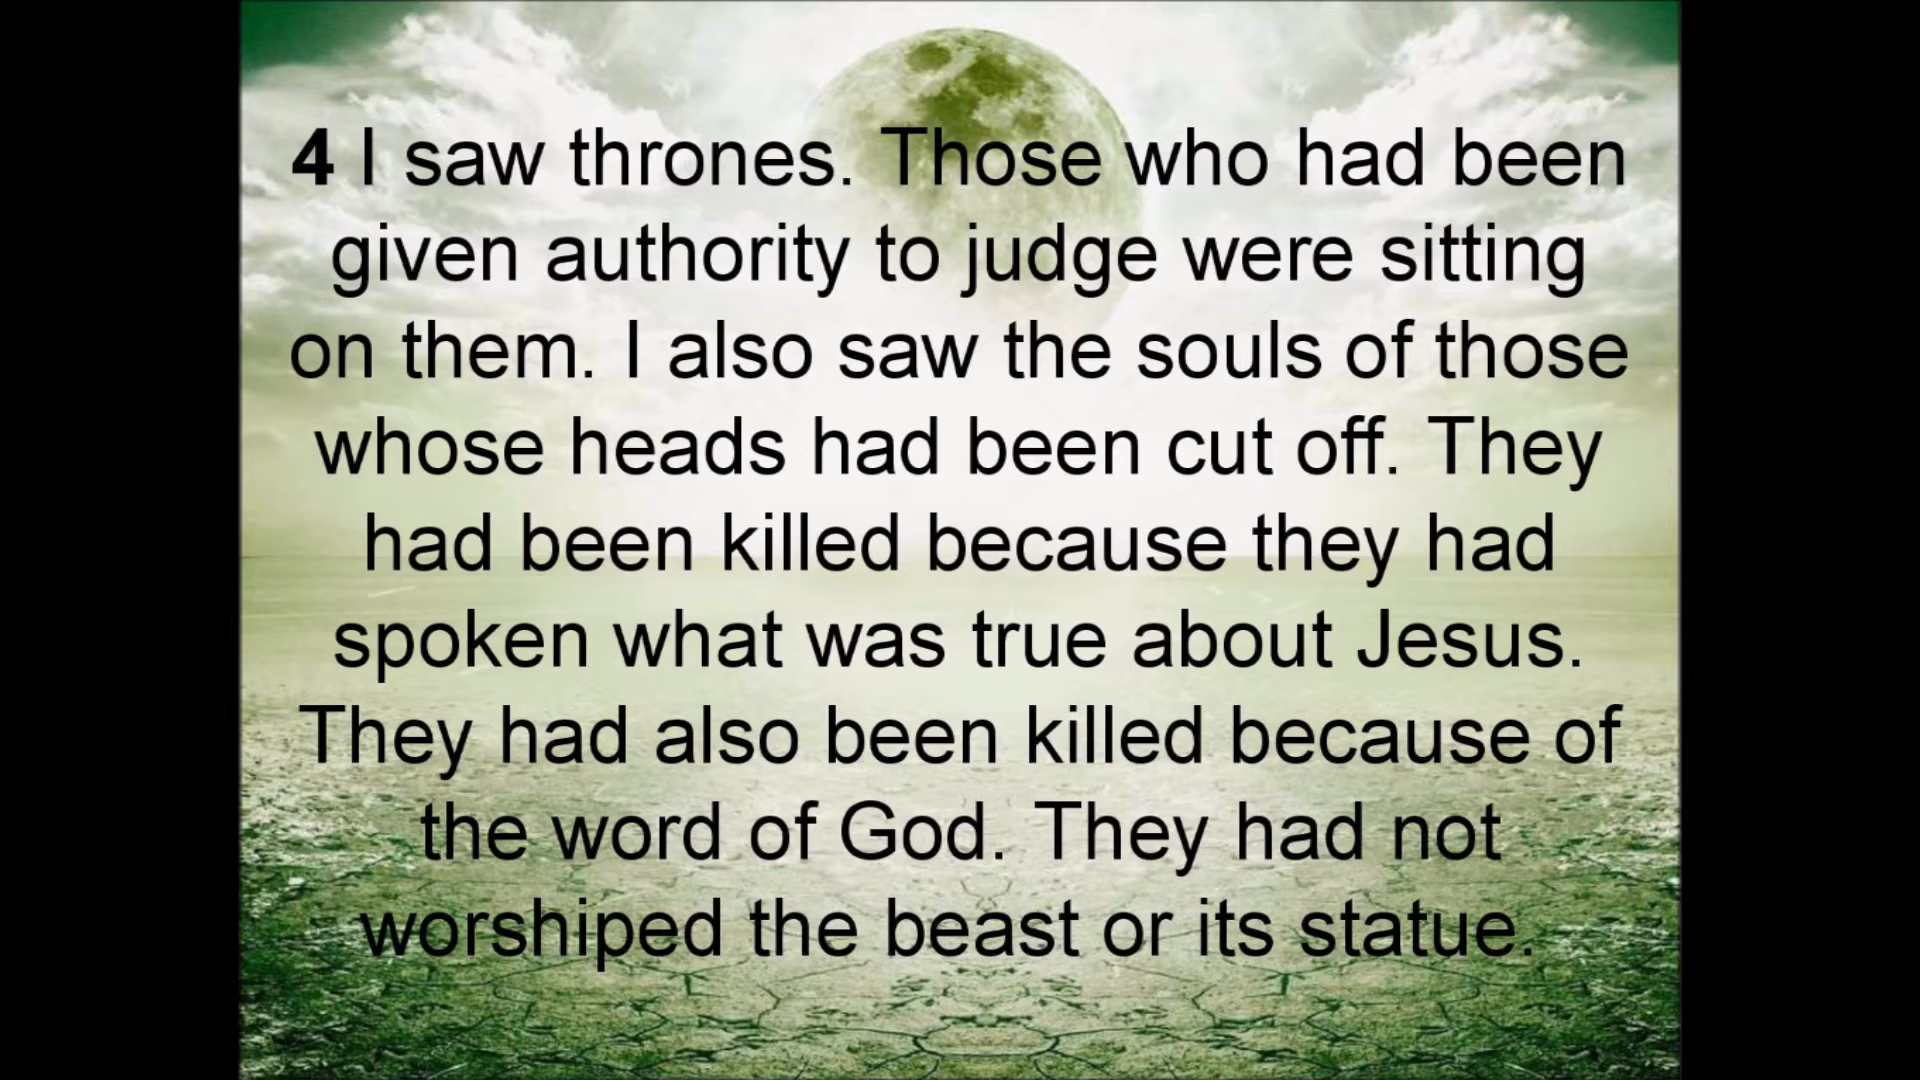 4 I saw thrones. Those who had been
given authority to judge were sitting
on them. I also saw the souls of those
whose heads had been cut off. They
had been killed because they had
spoken what was true about Jesus.
They had also been killed because of
the word of God. They had not
worshiped the beast or its statue.